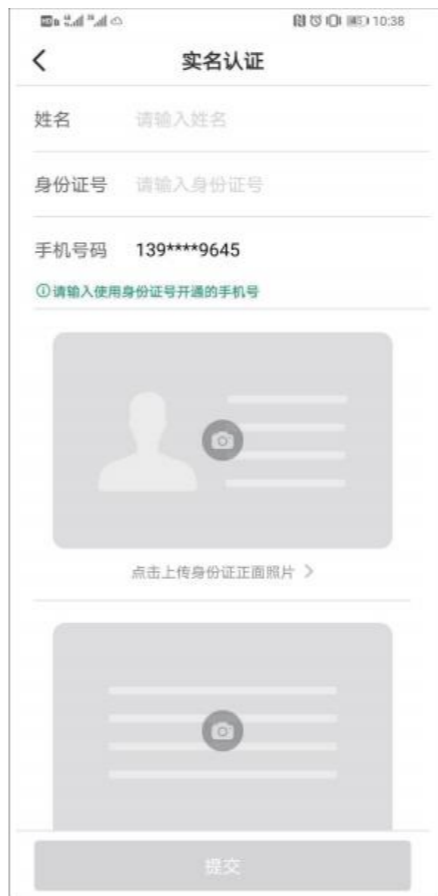 10:38
实名认证
姓名 请输入姓名
身份证号 请输入身份证号
手机号码 139****9645
请输入使用身份证号开通的手机号
点击上传身份证正面照片 >
提交